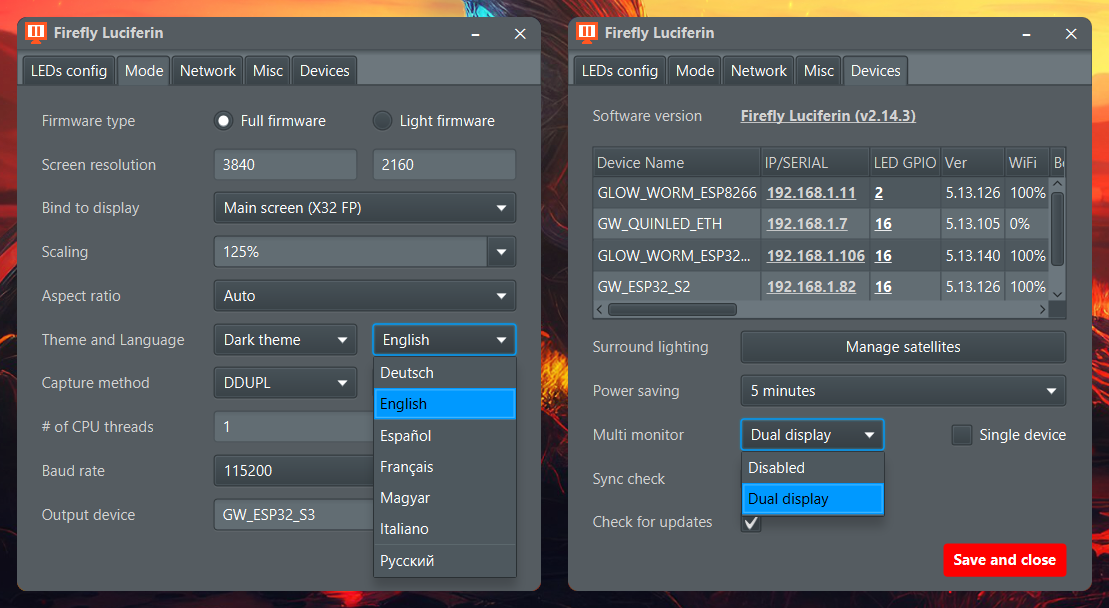 Firefly Luciferin
LEDs config Mode Network Misc Devices
Firmware type Full firmware Light firmware
Screen resolution 3840 2160
Bind to display Main screen (X32 FP)
Scaling 125%
Aspect ratio Auto
Theme and Language Dark theme English
Deutsch
Capture method DDUPL
English
# of CPU threads 1
Español
Français
Baud rate 115200
Magyar
Output device GW_ESP32_S3
Italiano
Русский
Firefly Luciferin
LEDs config Mode Network Misc Devices
Software version Firefly Luciferin (v2.14.3)
Device Name IP/SERIAL LED GPIO Ver WiFi
GLOW_WORM_ESP8266 192.168.1.11 2 5.13.126 100%
GW_QUINLED_ETH 192.168.1.7 16 5.13.105 0%
GLOW_WORM_ESP32... 192.168.1.106 16 5.13.140 100%
GW_ESP32_S2 192.168.1.82 16 5.13.126 100%
Surround lighting Manage satellites
Power saving 5 minutes
Multi monitor Dual display Single device
Disabled
Sync check
Dual display
Check for updates
Save and close